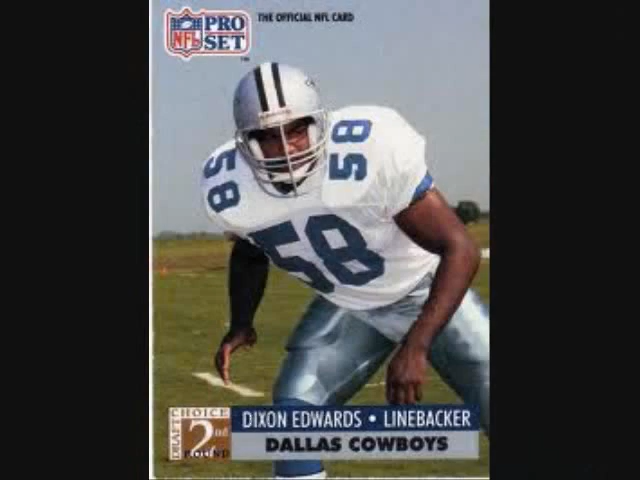 NFL PRO SET
THE OFFICIAL NFL CARD
TM
58 58
58
DRAFT CHOICE 2nd ROUND
DIXON EDWARDS • LINEBACKER
DALLAS COWBOYS